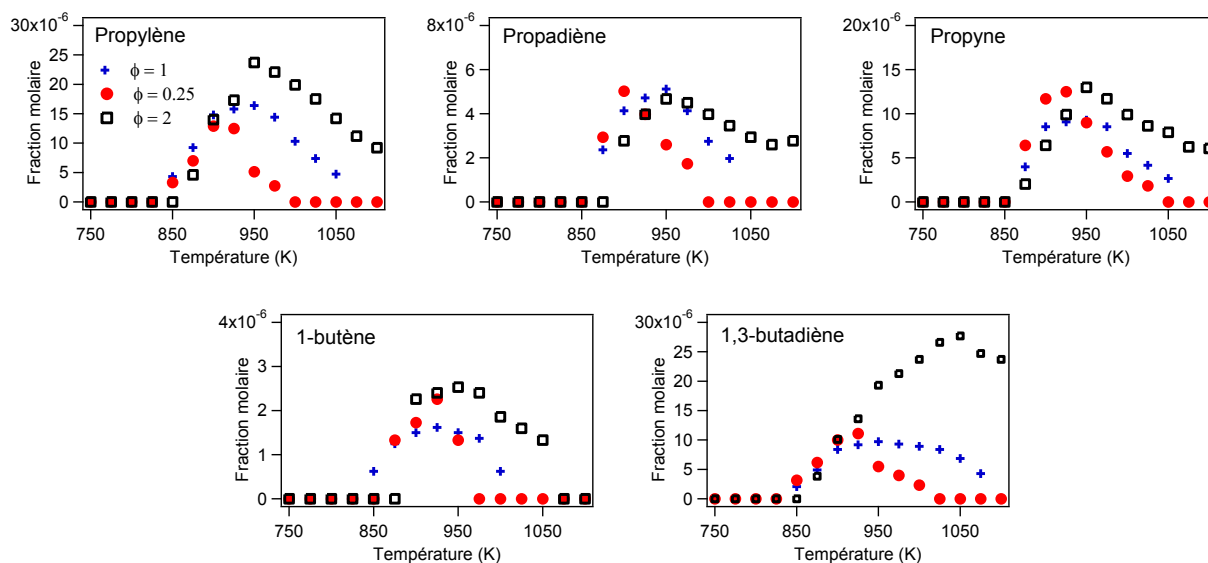 30x10-6
25
20
15
10
5
0
Fraction molaire
Propylène
ϕ = 1
ϕ = 0.25
ϕ = 2
750
850
950
1050
Température (K)
8x10-6
6
4
2
0
Fraction molaire
Propadiène
750
850
950
1050
Température (K)
20x10-6
15
10
5
0
Fraction molaire
Propyne
750
850
950
1050
Température (K)
4x10-6
3
2
1
0
Fraction molaire
1-butène
750
850
950
1050
Température (K)
30x10-6
25
20
15
10
5
0
Fraction molaire
1,3-butadiène
750
850
950
1050
Température (K)